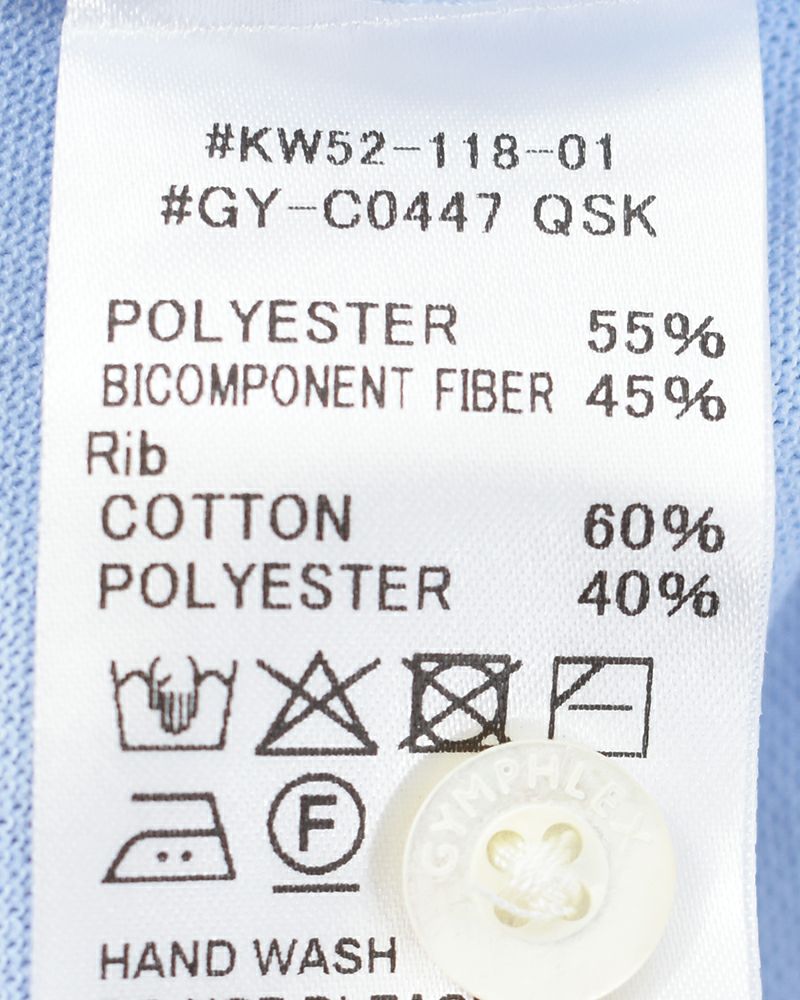 #KW52-118-01
#GY-C0447 QSK
POLYESTER 55%
BICOMPONENT FIBER 45%
Rib
COTTON 60%
POLYESTER 40%
F
GYMPHLEX
HAND WASH